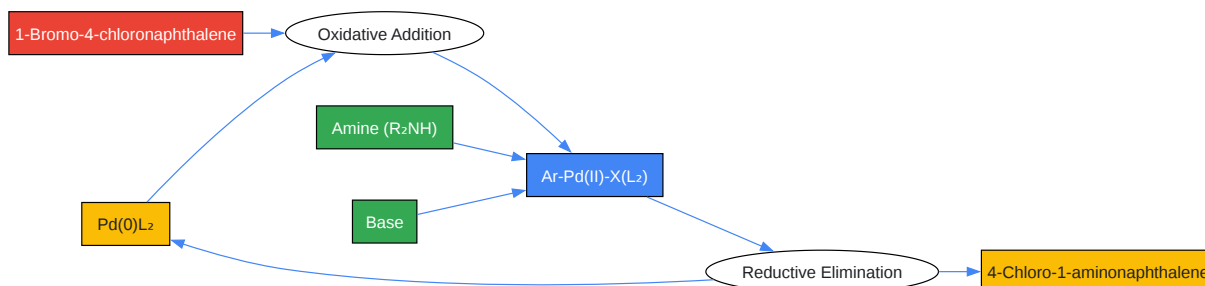 1-Bromo-4-chloronaphthalene
Oxidative Addition
Amine (R₂NH)
Ar-Pd(II)-X(L₂)
Base
Pd(0)L₂
Reductive Elimination
4-Chloro-1-aminonaphthalene